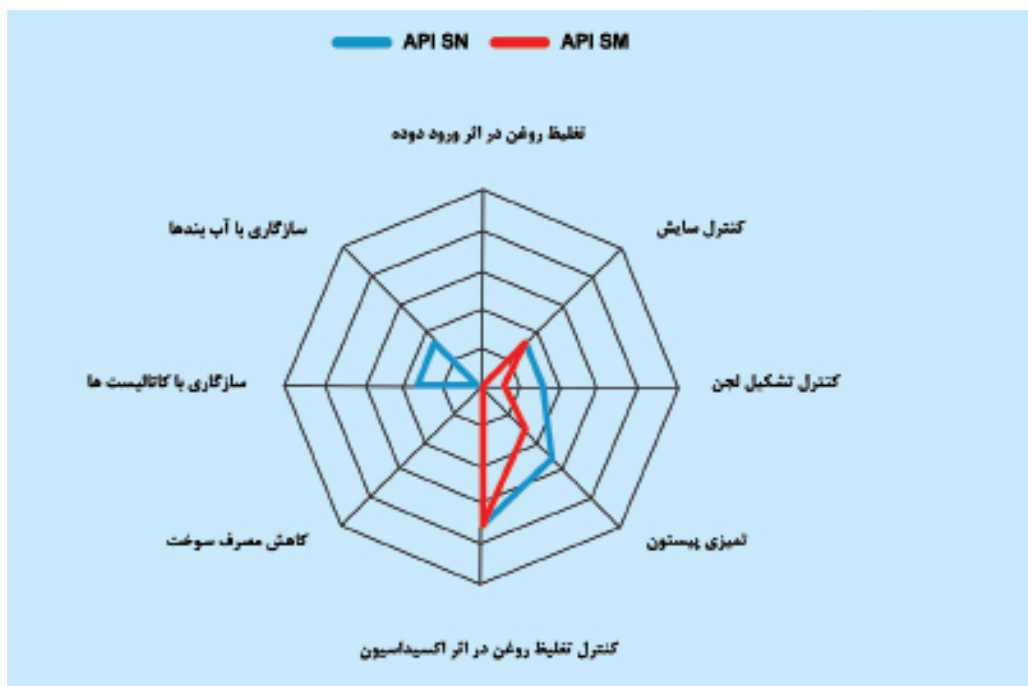 API SN API SM
تغلیظ روغن در اثر ورود دوده
کنترل سایش
سازگاری با آب بندها
کنترل تشکیل لجن
سازگاری با کاتالیست ها
تمیزی پیستون
کاهش مصرف سوخت
کنترل تغلیظ روغن در اثر اکسیداسیون